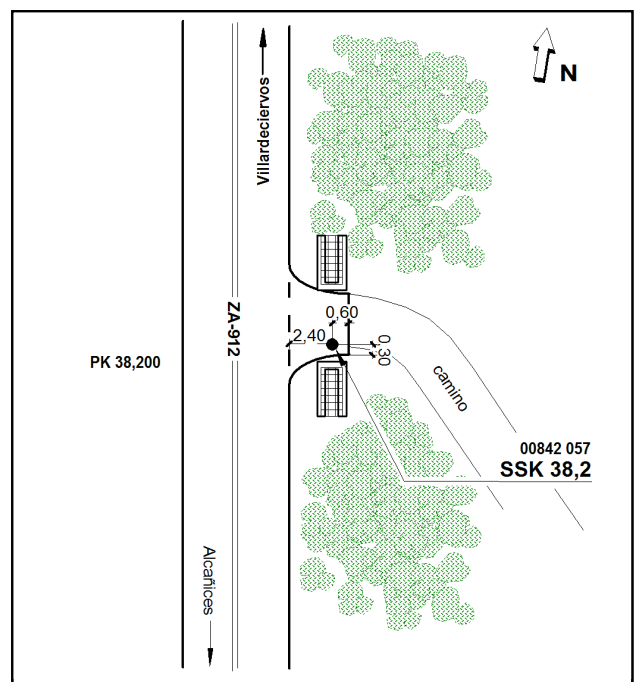 N
Villardeciervos
ZA-912
PK 38,200
0,60
2,40
0,30
camino
00842 057
SSK 38,2
Alcañices